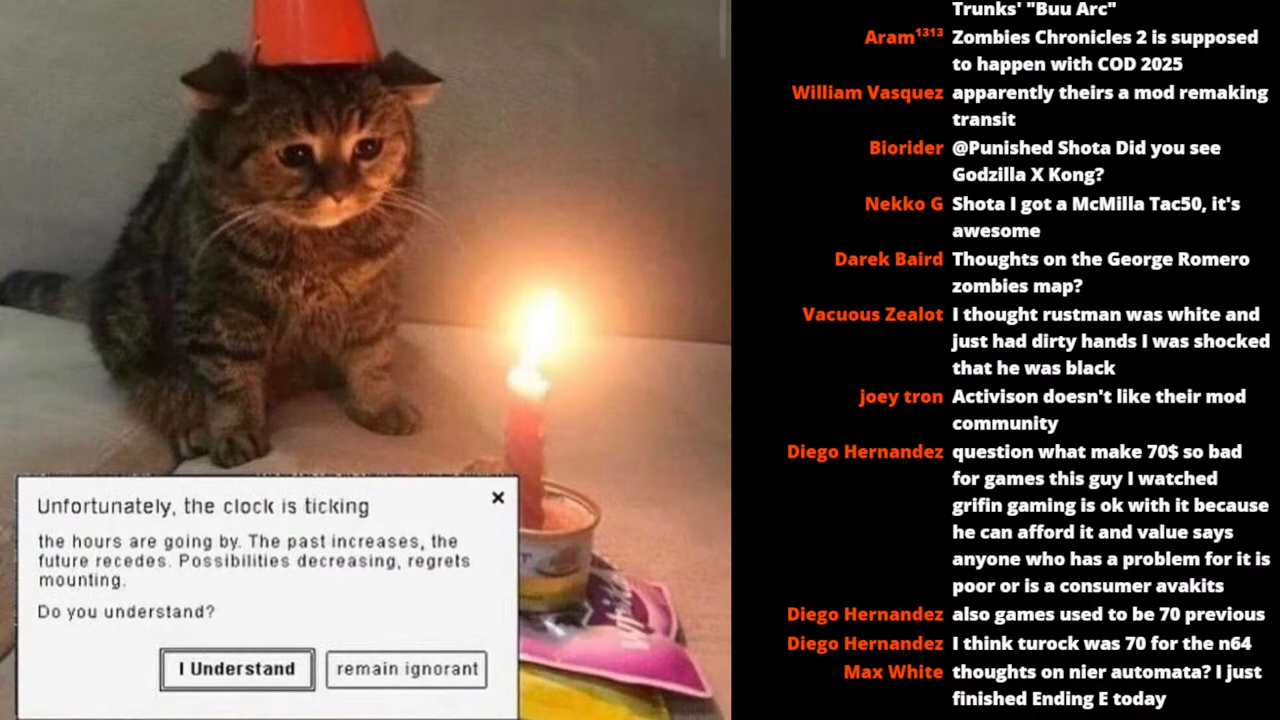 Unfortunately, the clock is ticking
the hours are going by. The past increases, the
future recedes. Possibilities decreasing, regrets
mounting.
Do you understand?
I Understand
remain ignorant
Trunks' "Buu Arc"
Aram¹³¹³ Zombies Chronicles 2 is supposed
to happen with COD 2025
William Vasquez apparently theirs a mod remaking
transit
Biorider @Punished Shota Did you see
Godzilla X Kong?
Nekko G Shota I got a McMilla Tac50, it's
awesome
Darek Baird Thoughts on the George Romero
zombies map?
Vacuous Zealot I thought rustman was white and
just had dirty hands I was shocked
that he was black
joey tron Activison doesn't like their mod
community
Diego Hernandez question what make 70$ so bad
for games this guy I watched
grifin gaming is ok with it because
he can afford it and value says
anyone who has a problem for it is
poor or is a consumer avakits
Diego Hernandez also games used to be 70 previous
Diego Hernandez I think turock was 70 for the n64
Max White thoughts on nier automata? I just
finished Ending E today